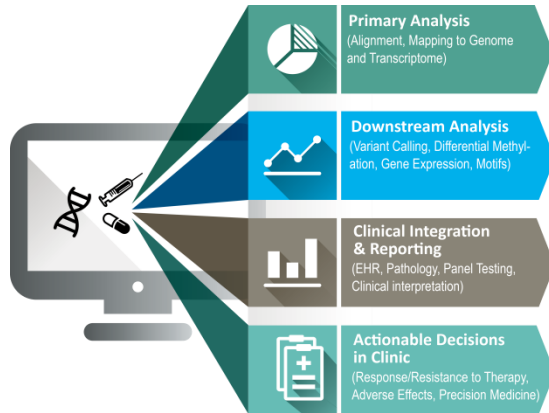 Primary Analysis
(Alignment, Mapping to Genome
and Transcriptome)
Downstream Analysis
(Variant Calling, Differential Methyl-
ation, Gene Expression, Motifs)
Clinical Integration
& Reporting
(EHR, Pathology, Panel Testing,
Clinical interpretation)
Actionable Decisions
in Clinic
(Response/Resistance to Therapy,
Adverse Effects, Precision Medicine)